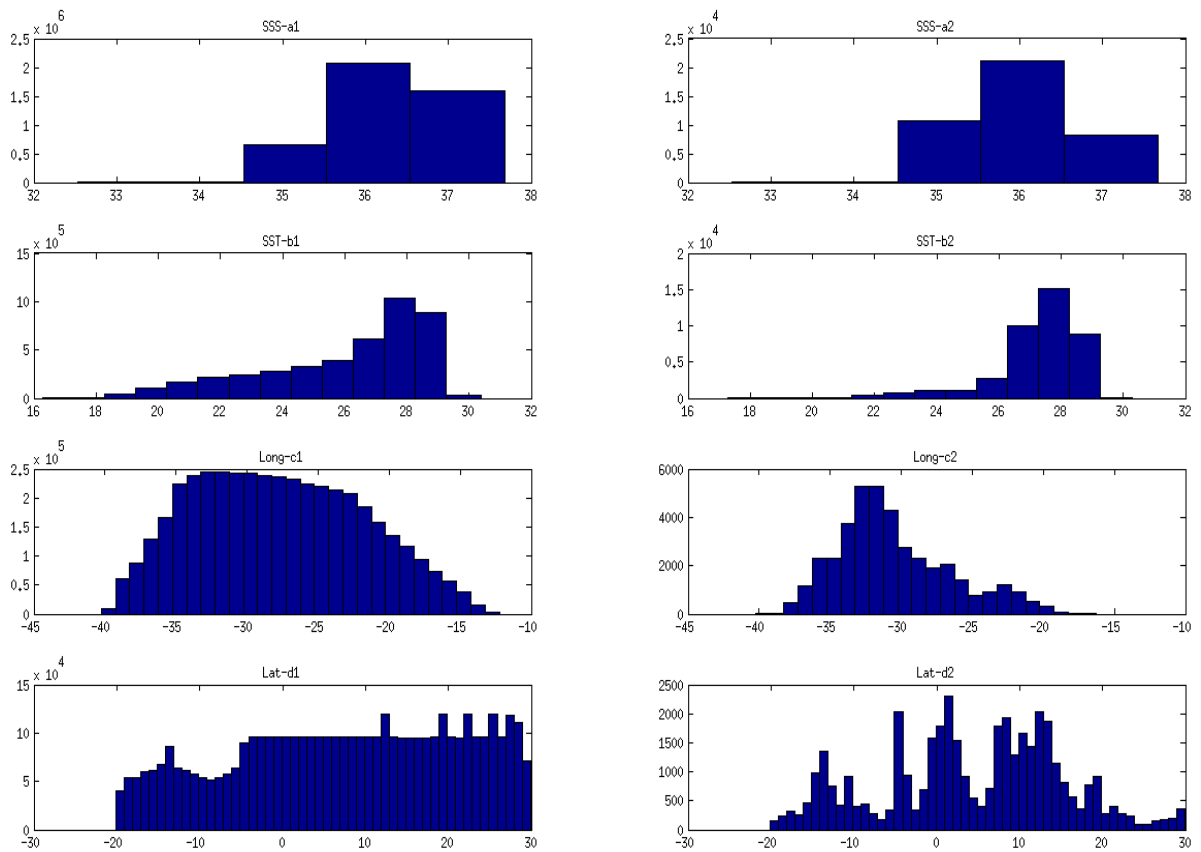 x 10^6 SSS-a1
2.5
2
1.5
1
0.5
0
32 33 34 35 36 37 38
x 10^4 SSS-a2
2.5
2
1.5
1
0.5
0
32 33 34 35 36 37 38
x 10^5 SST-b1
15
10
5
0
16 18 20 22 24 26 28 30 32
x 10^4 SST-b2
2
1.5
1
0.5
0
16 18 20 22 24 26 28 30 32
x 10^5 Long-c1
2.5
2
1.5
1
0.5
0
-45 -40 -35 -30 -25 -20 -15 -10
Long-c2
6000
4000
2000
0
-45 -40 -35 -30 -25 -20 -15 -10
x 10^4 Lat-d1
15
10
5
0
-30 -20 -10 0 10 20 30
Lat-d2
2500
2000
1500
1000
500
0
-30 -20 -10 0 10 20 30